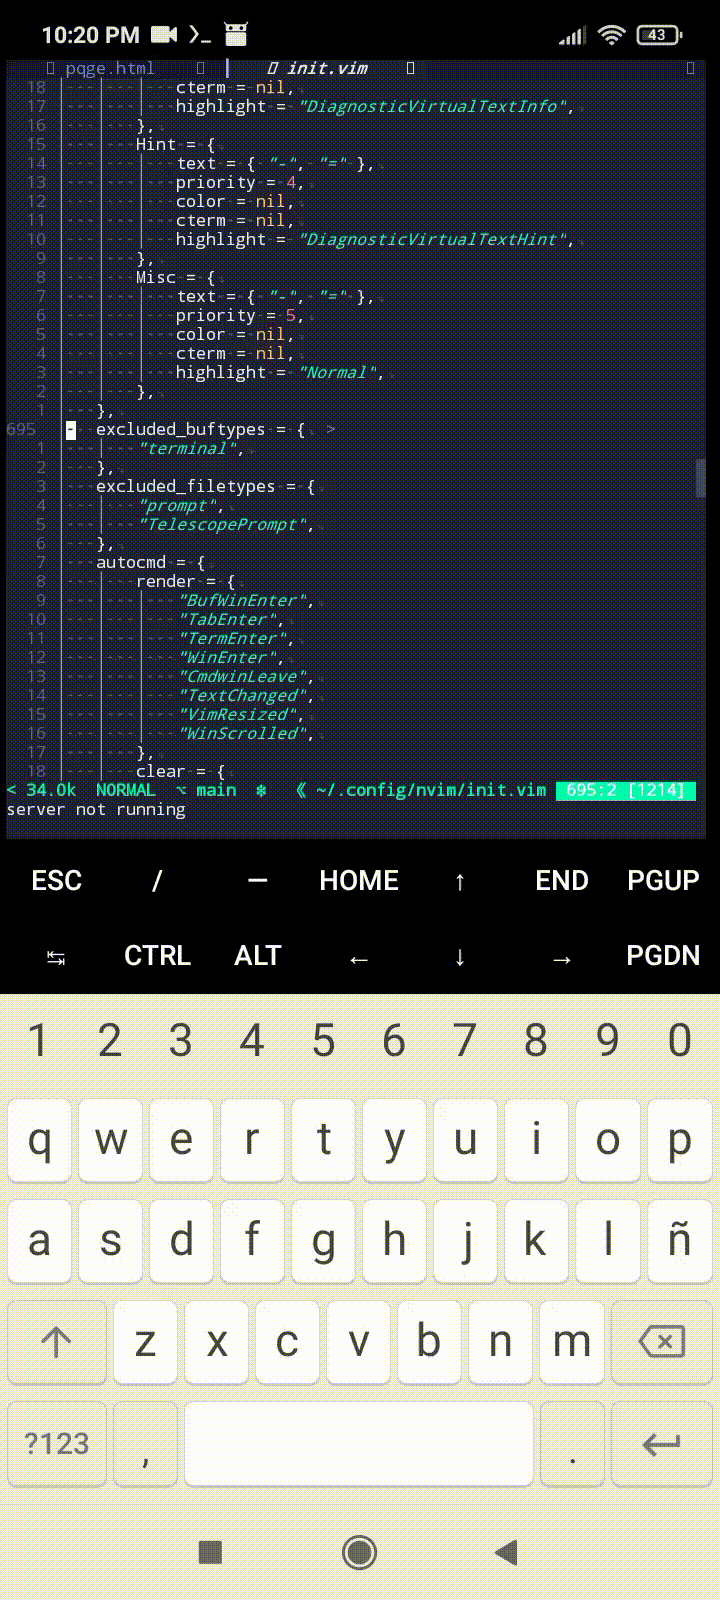 10:20 PM 43
pqge.html init.vim
18 cterm = nil,
17 highlight = "DiagnosticVirtualTextInfo",
16 },
15 Hint = {
14 text = { "-", "=" },
13 priority = 4,
12 color = nil,
11 cterm = nil,
10 highlight = "DiagnosticVirtualTextHint",
9 },
8 Misc = {
7 text = { "-", "=" },
6 priority = 5,
5 color = nil,
4 cterm = nil,
3 highlight = "Normal",
2 },
1 },
695 excluded_buftypes = { >
1 "terminal",
2 },
3 excluded_filetypes = {
4 "prompt",
5 "TelescopePrompt",
6 },
7 autocmd = {
8 render = {
9 "BufWinEnter",
10 "TabEnter",
11 "TermEnter",
12 "WinEnter",
13 "CmdwinLeave",
14 "TextChanged",
15 "VimResized",
16 "WinScrolled",
17 },
18 clear = {
< 34.0k NORMAL ⌥ main ❄ 《 ~/.config/nvim/init.vim 695:2 [1214]
server not running
ESC / — HOME ↑ END PGUP
↹ CTRL ALT ← ↓ → PGDN
1 2 3 4 5 6 7 8 9 0
q w e r t y u i o p
a s d f g h j k l ñ
z x c v b n m
?123 , .